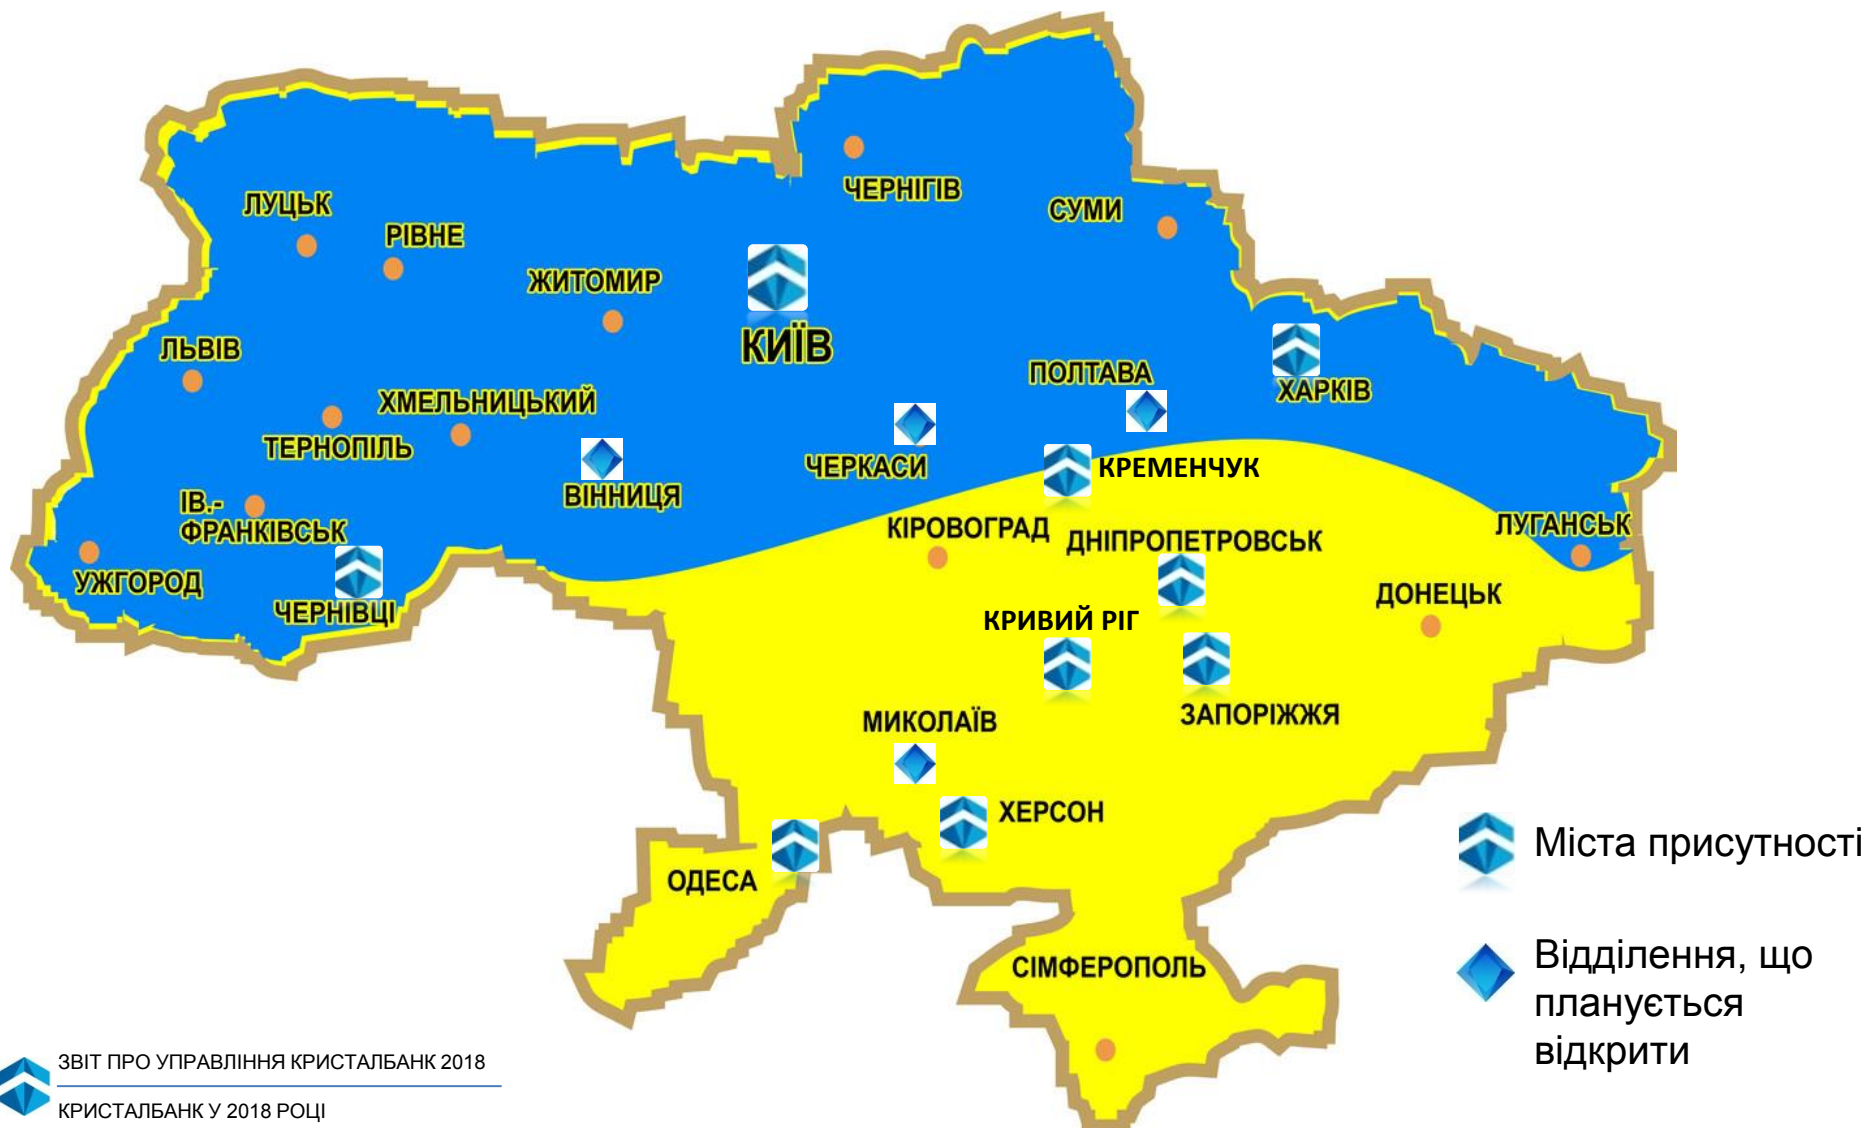 ЧЕРНІГІВ
ЛУЦЬК
СУМИ
РІВНЕ
ЖИТОМИР
КИЇВ
ЛЬВІВ
ПОЛТАВА
ХАРКІВ
ХМЕЛЬНИЦЬКИЙ
ТЕРНОПІЛЬ
ЧЕРКАСИ
КРЕМЕНЧУК
ВІННИЦЯ
ІВ.-
ФРАНКІВСЬК
КІРОВОГРАД
ДНІПРОПЕТРОВСЬК
ЛУГАНСЬК
УЖГОРОД
ЧЕРНІВЦІ
ДОНЕЦЬК
КРИВИЙ РІГ
МИКОЛАЇВ
ЗАПОРІЖЖЯ
ХЕРСОН
ОДЕСА
СІМФЕРОПОЛЬ
Міста присутності
Відділення, що
планується
відкрити
ЗВІТ ПРО УПРАВЛІННЯ КРИСТАЛБАНК 2018
КРИСТАЛБАНК У 2018 РОЦІ